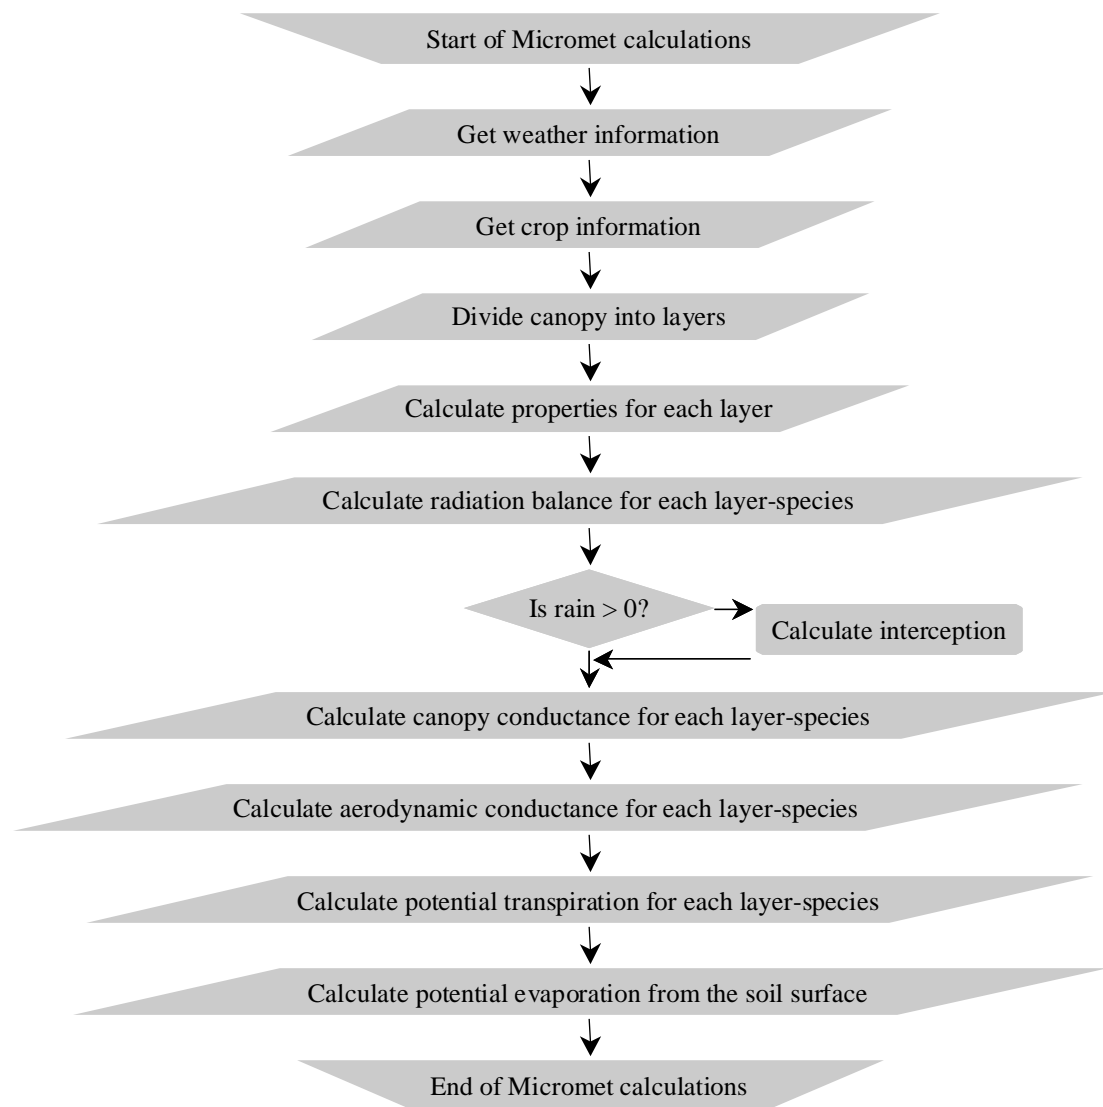 Start of Micromet calculations
Get weather information
Get crop information
Divide canopy into layers
Calculate properties for each layer
Calculate radiation balance for each layer-species
Is rain > 0?
Calculate interception
Calculate canopy conductance for each layer-species
Calculate aerodynamic conductance for each layer-species
Calculate potential transpiration for each layer-species
Calculate potential evaporation from the soil surface
End of Micromet calculations